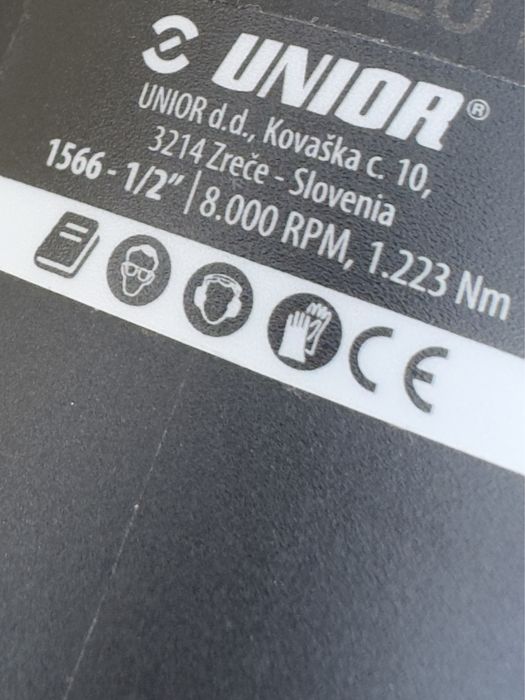 UNIOR®
UNIOR d.d., Kovaška c. 10,
3214 Zreče - Slovenia
1566 - 1/2" | 8.000 RPM, 1.223 Nm
CE